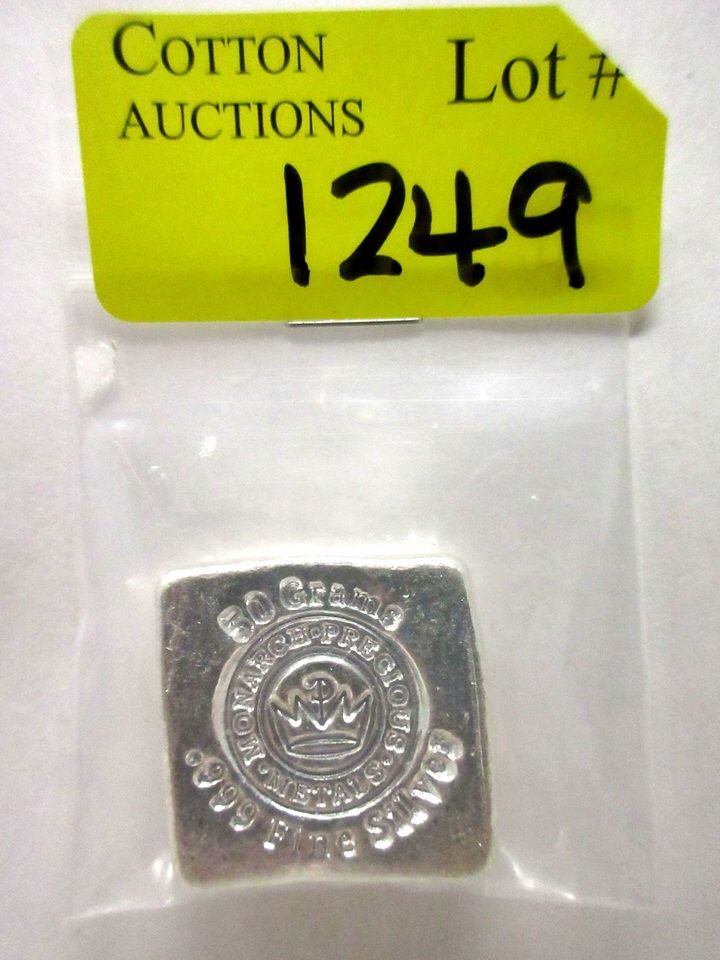 COTTON
AUCTIONS
Lot #
1249
50 Grams
MONARCH PRECIOUS
METALS
.999 Fine Silver